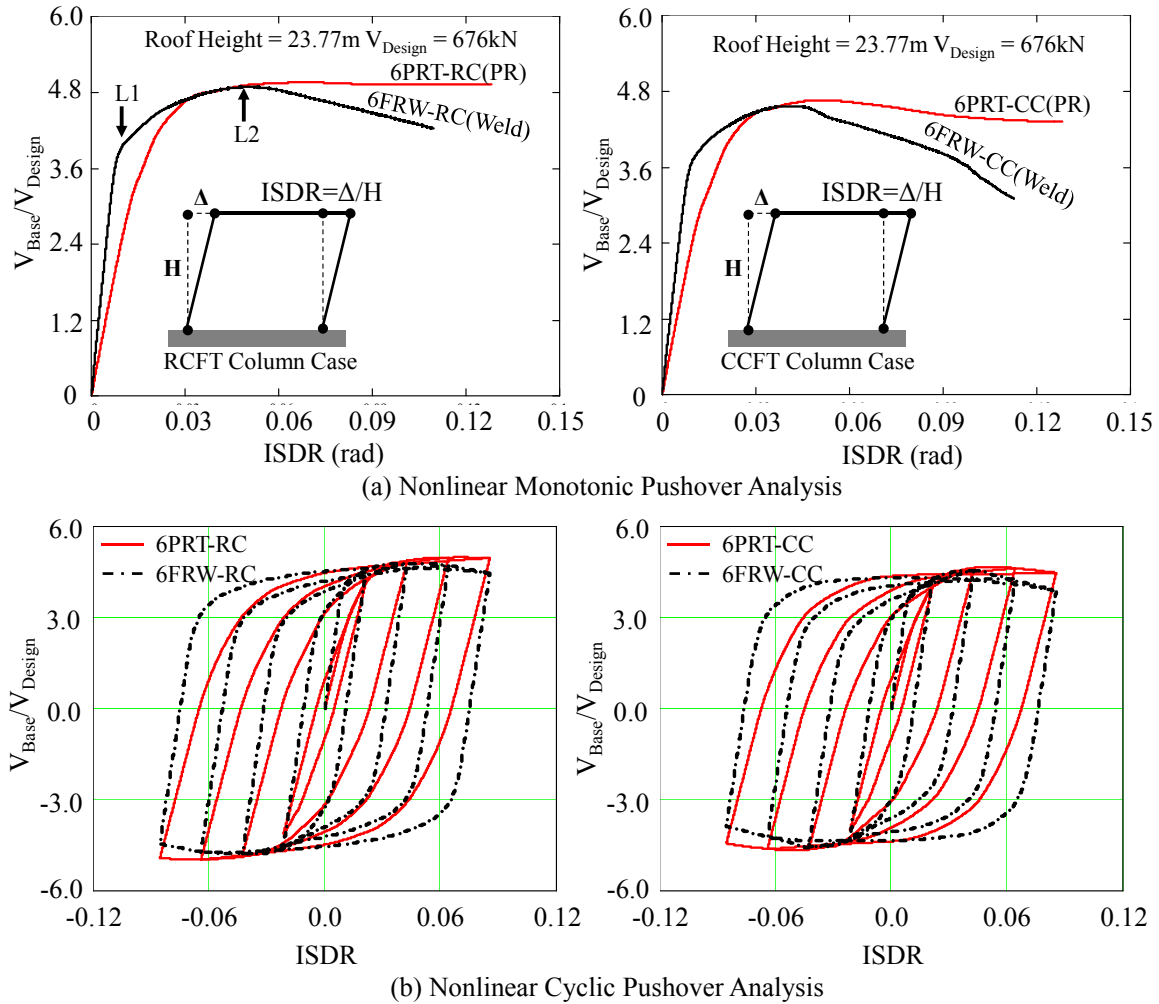 6.0
4.8
3.6
2.4
1.2
0
V_Base/V_Design
Roof Height = 23.77m V_Design = 676kN
6PRT-RC(PR)
6FRW-RC(Weld)
L1
L2
Δ
ISDR=Δ/H
H
RCFT Column Case
0
0.03
0.06
0.09
0.12
0.15
ISDR (rad)
6.0
4.8
3.6
2.4
1.2
0
V_Base/V_Design
Roof Height = 23.77m V_Design = 676kN
6PRT-CC(PR)
6FRW-CC(Weld)
Δ
ISDR=Δ/H
H
CCFT Column Case
0
0.03
0.06
0.09
0.12
0.15
ISDR (rad)
(a) Nonlinear Monotonic Pushover Analysis
6.0
3.0
0.0
-3.0
-6.0
V_Base/V_Design
6PRT-RC
6FRW-RC
-0.12
-0.06
0.0
0.06
0.12
ISDR
6.0
3.0
0.0
-3.0
-6.0
V_Base/V_Design
6PRT-CC
6FRW-CC
-0.12
-0.06
0.0
0.06
0.12
ISDR
(b) Nonlinear Cyclic Pushover Analysis